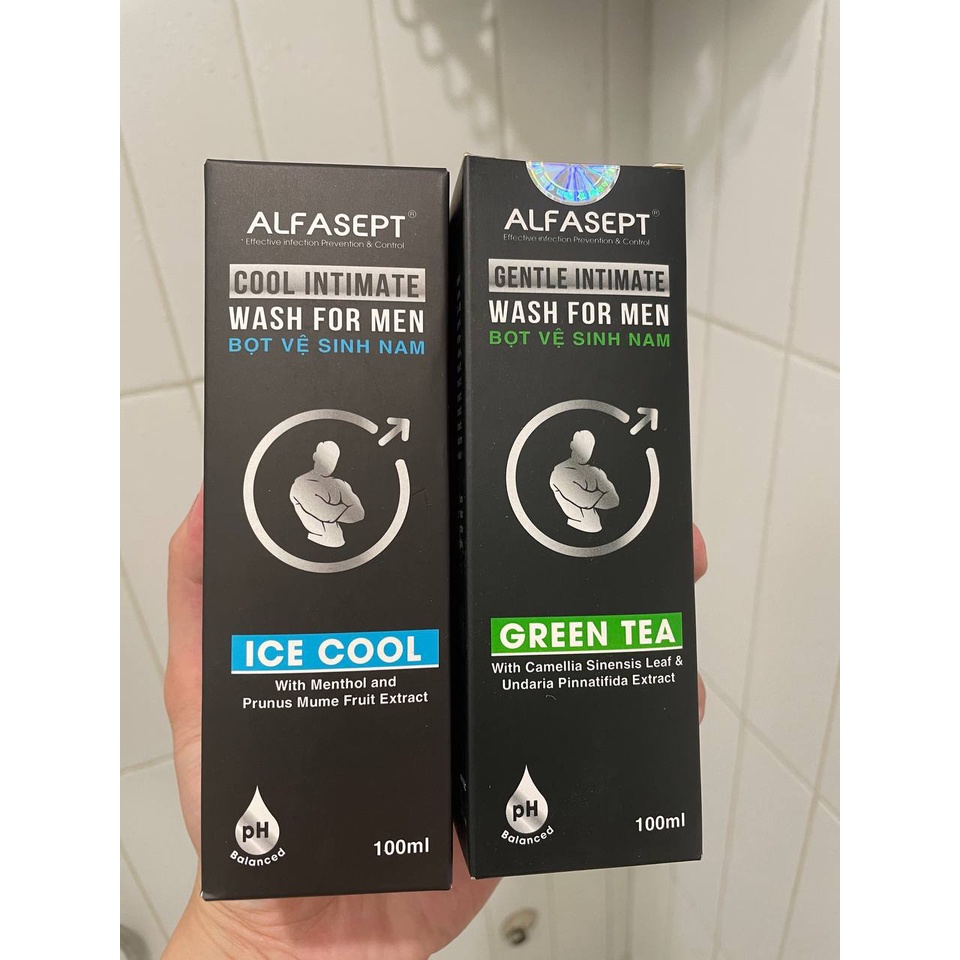 ALFASEPT®
Effective infection Prevention & Control
COOL INTIMATE
WASH FOR MEN
BỌT VỆ SINH NAM
ICE COOL
With Menthol and
Prunus Mume Fruit Extract
pH
Balanced
100ml
ALFASEPT®
Effective infection Prevention & Control
GENTLE INTIMATE
WASH FOR MEN
BỌT VỆ SINH NAM
GREEN TEA
With Camellia Sinensis Leaf &
Undaria Pinnatifida Extract
pH
Balanced
100ml